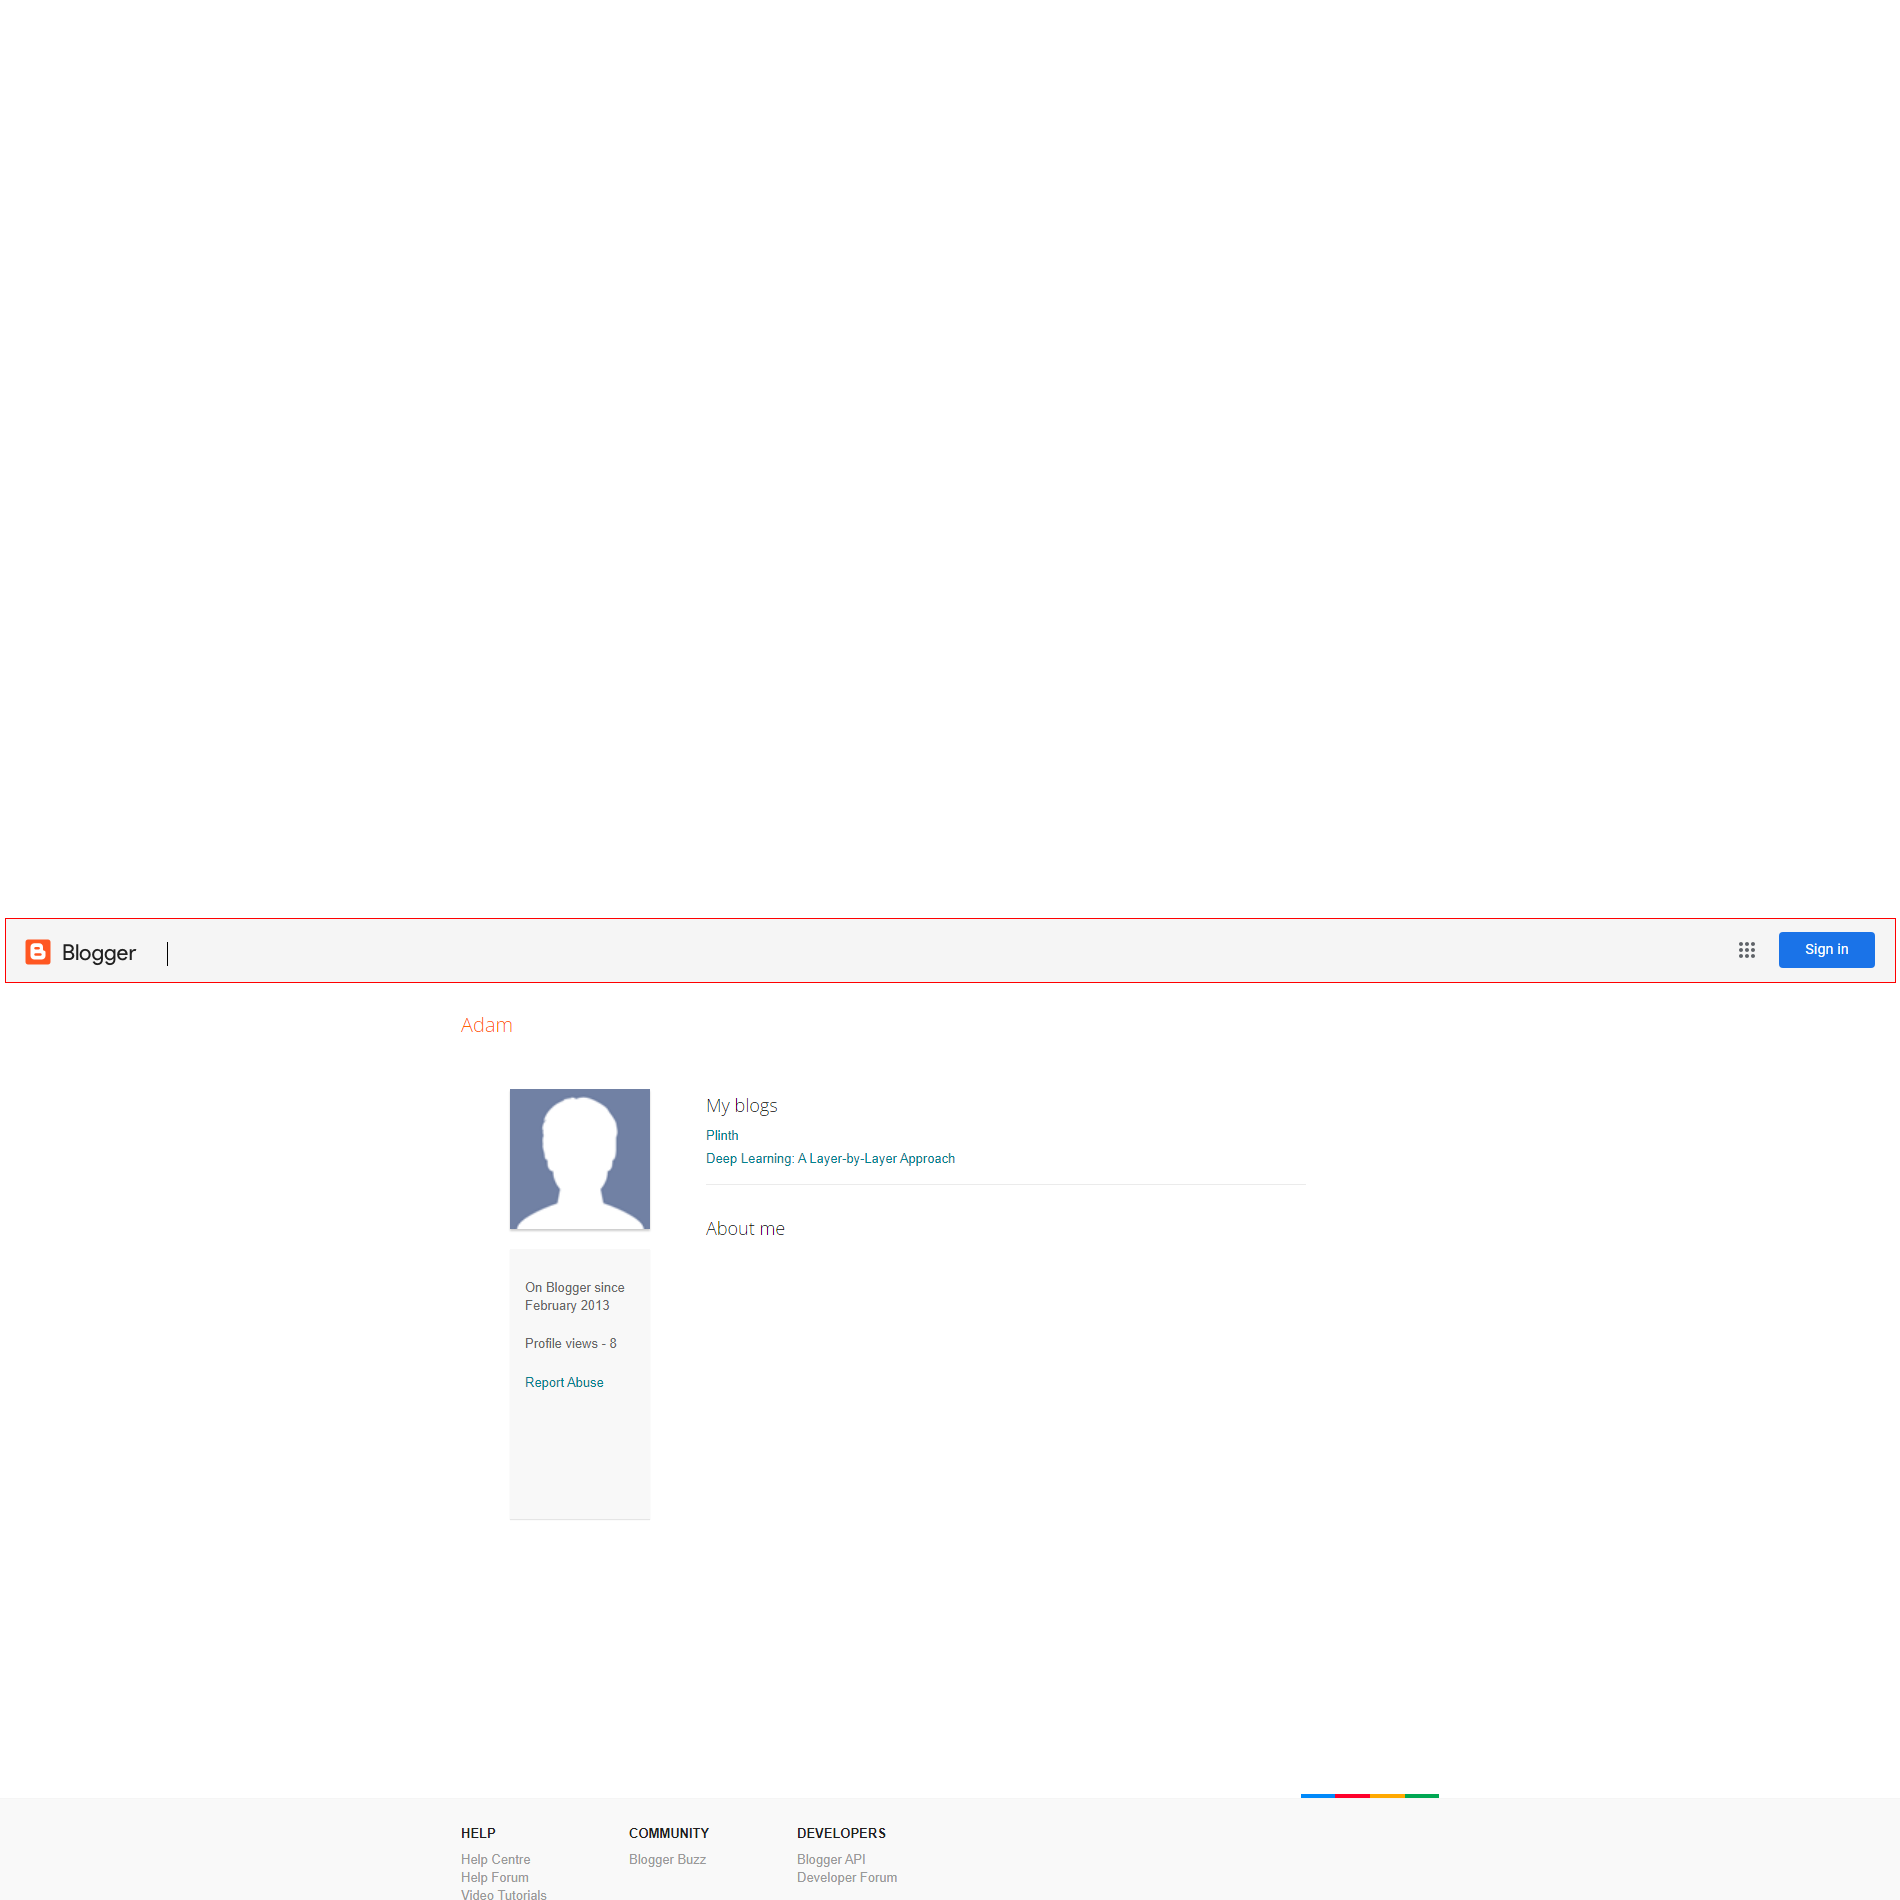 Blogger
Sign in
Adam
My blogs
Plinth
Deep Learning: A Layer-by-Layer Approach
About me
On Blogger since
February 2013
Profile views - 8
Report Abuse
HELP
Help Centre
Help Forum
Video Tutorials
COMMUNITY
Blogger Buzz
DEVELOPERS
Blogger API
Developer Forum